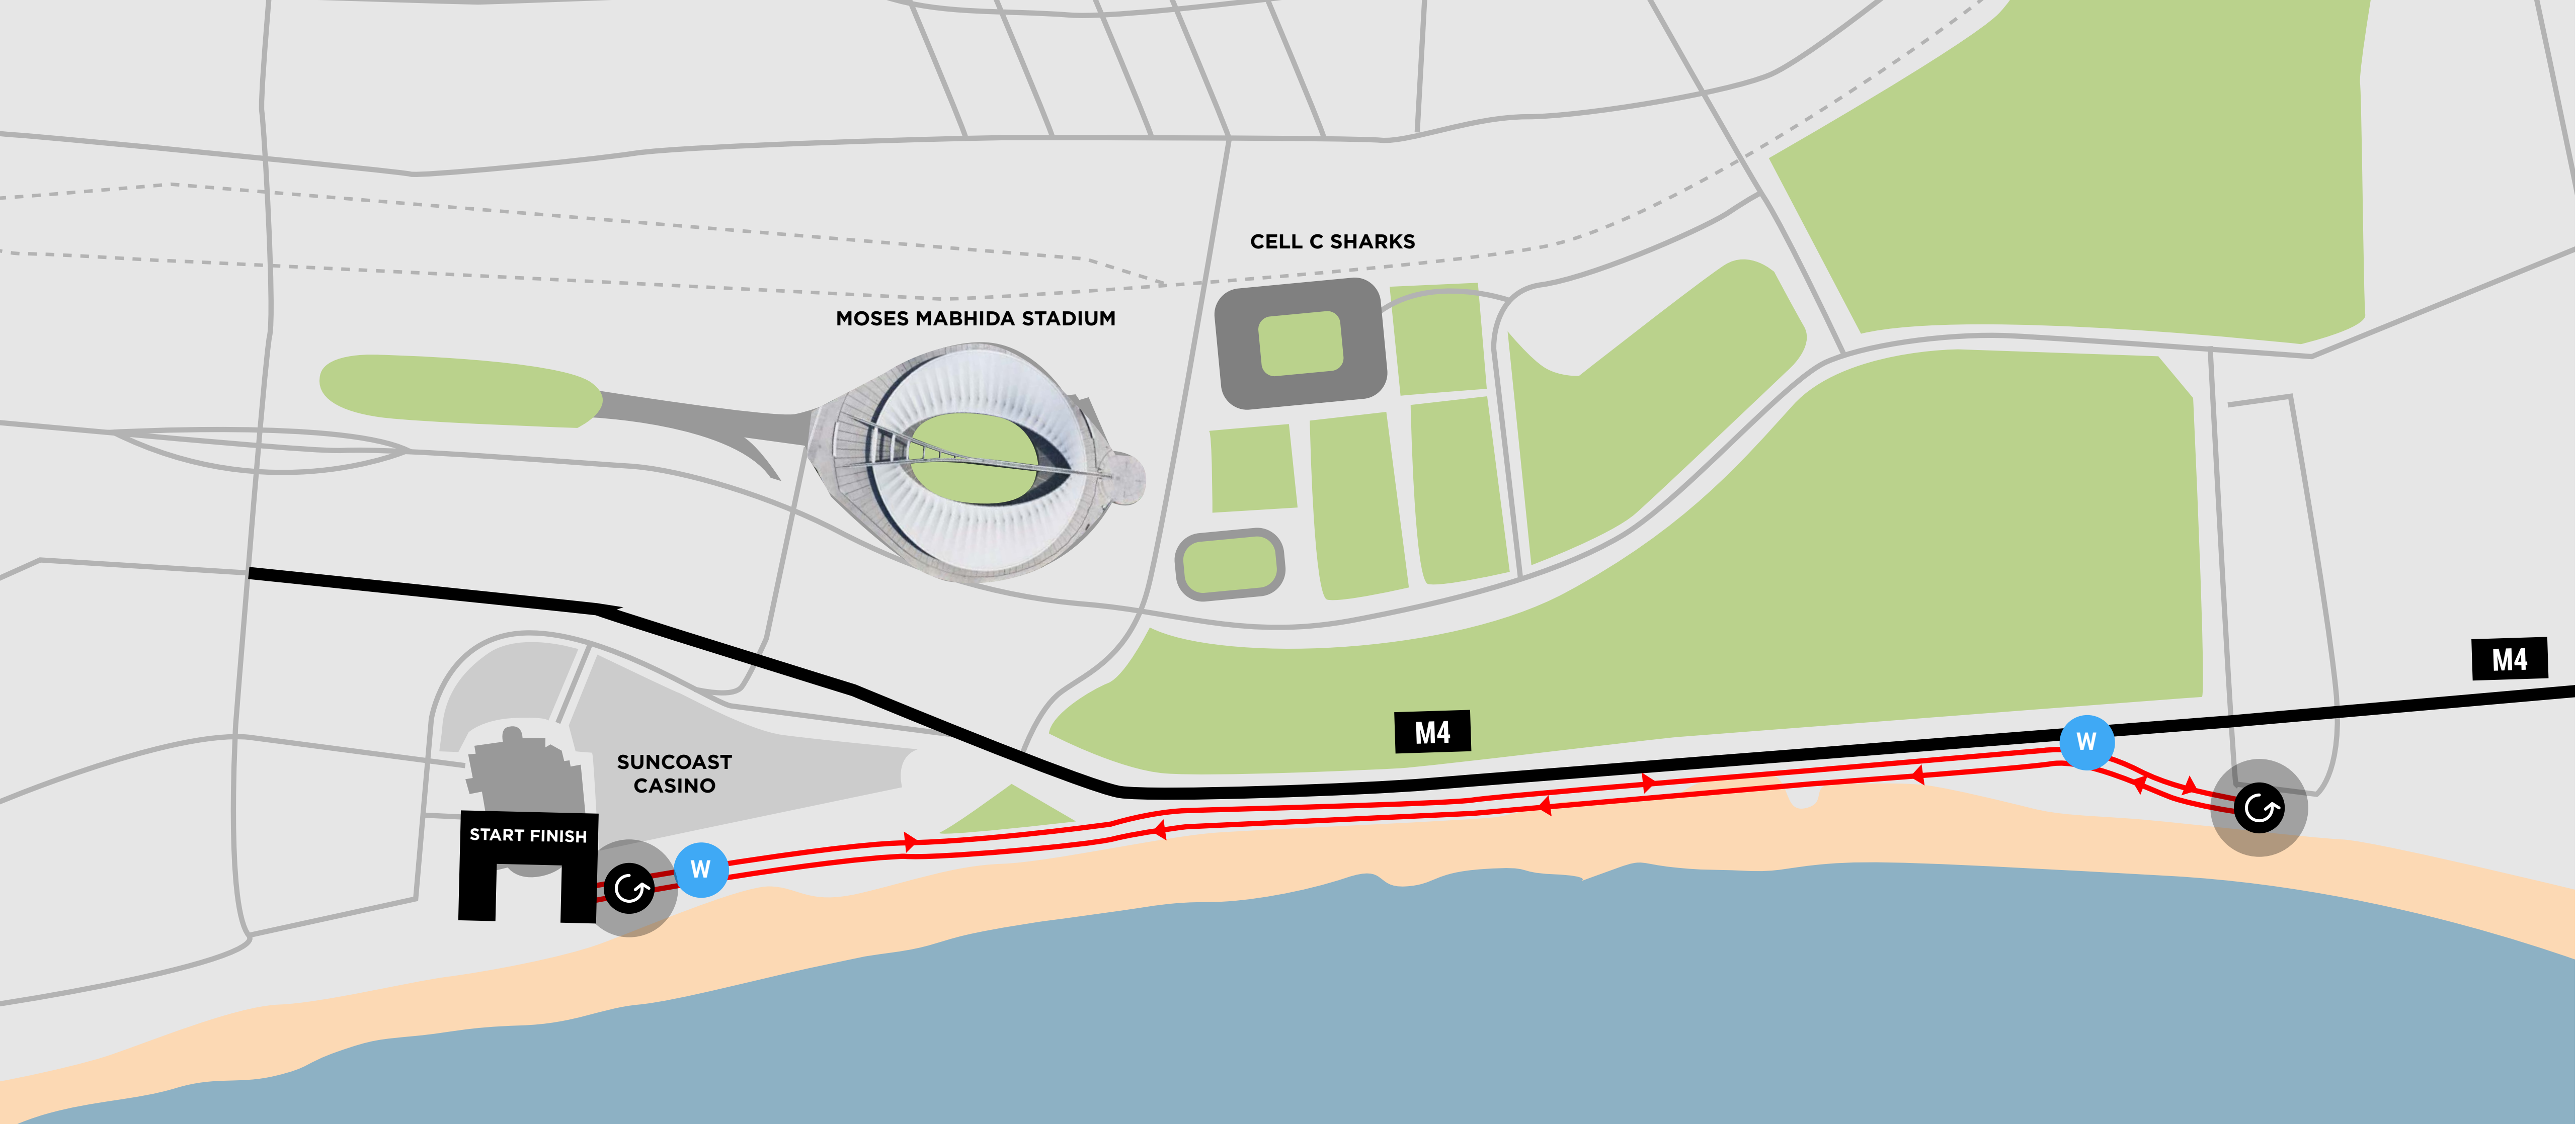 CELL C SHARKS
MOSES MABHIDA STADIUM
M4
M4
W
SUNCOAST
CASINO
START FINISH
W